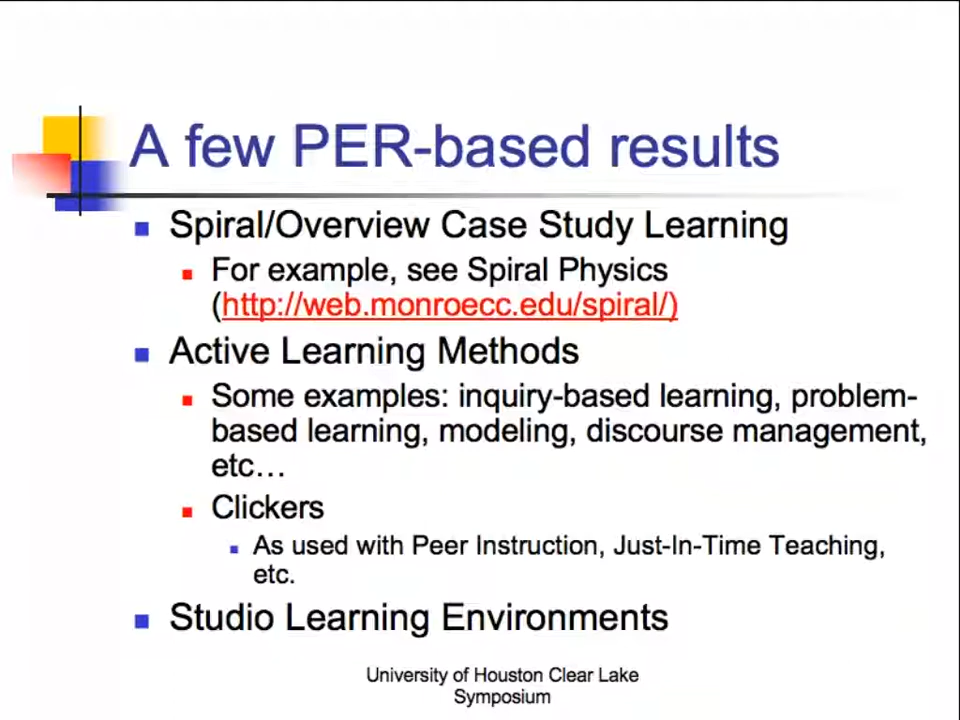 A few PER-based results
Spiral/Overview Case Study Learning
For example, see Spiral Physics
(http://web.monroecc.edu/spiral/)
Active Learning Methods
Some examples: inquiry-based learning, problem-
based learning, modeling, discourse management,
etc…
Clickers
As used with Peer Instruction, Just-In-Time Teaching,
etc.
Studio Learning Environments
University of Houston Clear Lake
Symposium